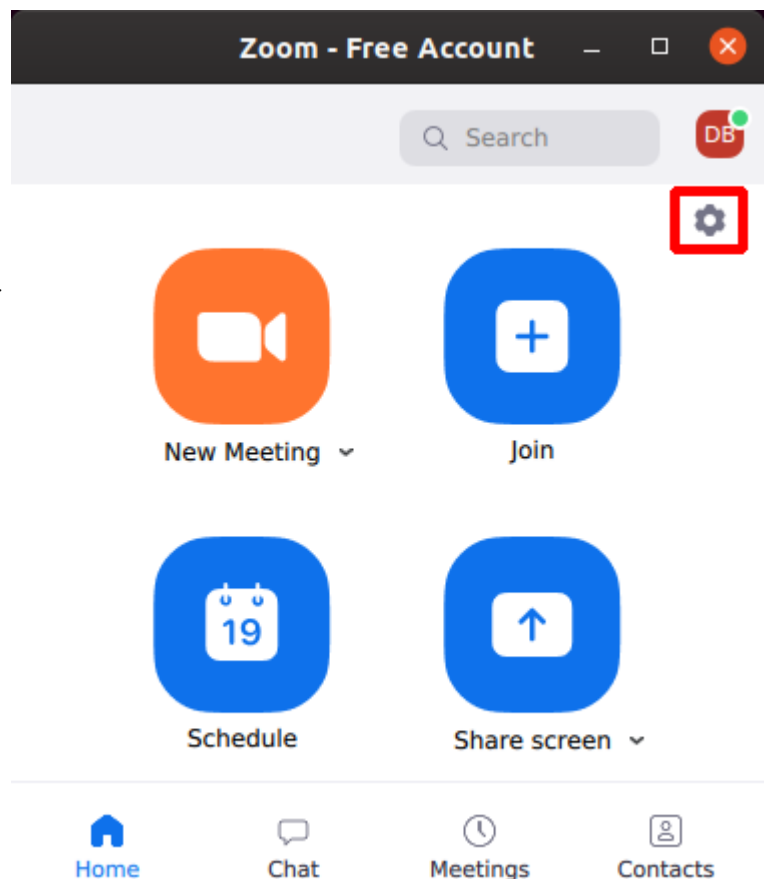 Zoom - Free Account
Search
DB
New Meeting
Join
19
Schedule
Share screen
Home
Chat
Meetings
Contacts